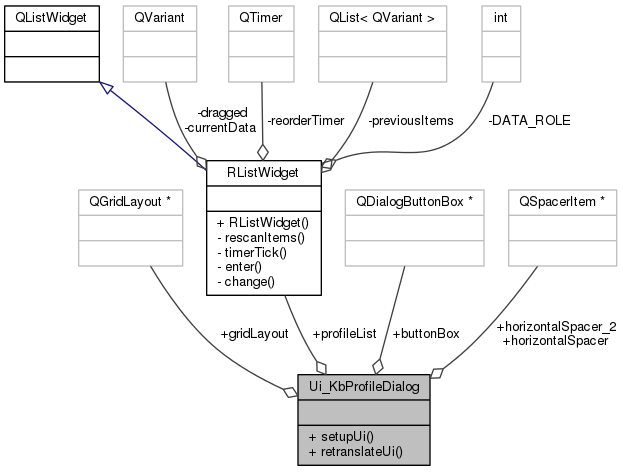 QListWidget
QVariant
QTimer
QList< QVariant >
int
-dragged
-currentData
-reorderTimer
-previousItems
-DATA_ROLE
RListWidget
+ RListWidget()
- rescanItems()
- timerTick()
- enter()
- change()
QGridLayout *
QDialogButtonBox *
QSpacerItem *
+gridLayout
+profileList
+buttonBox
+horizontalSpacer_2
+horizontalSpacer
Ui_KbProfileDialog
+ setupUi()
+ retranslateUi()